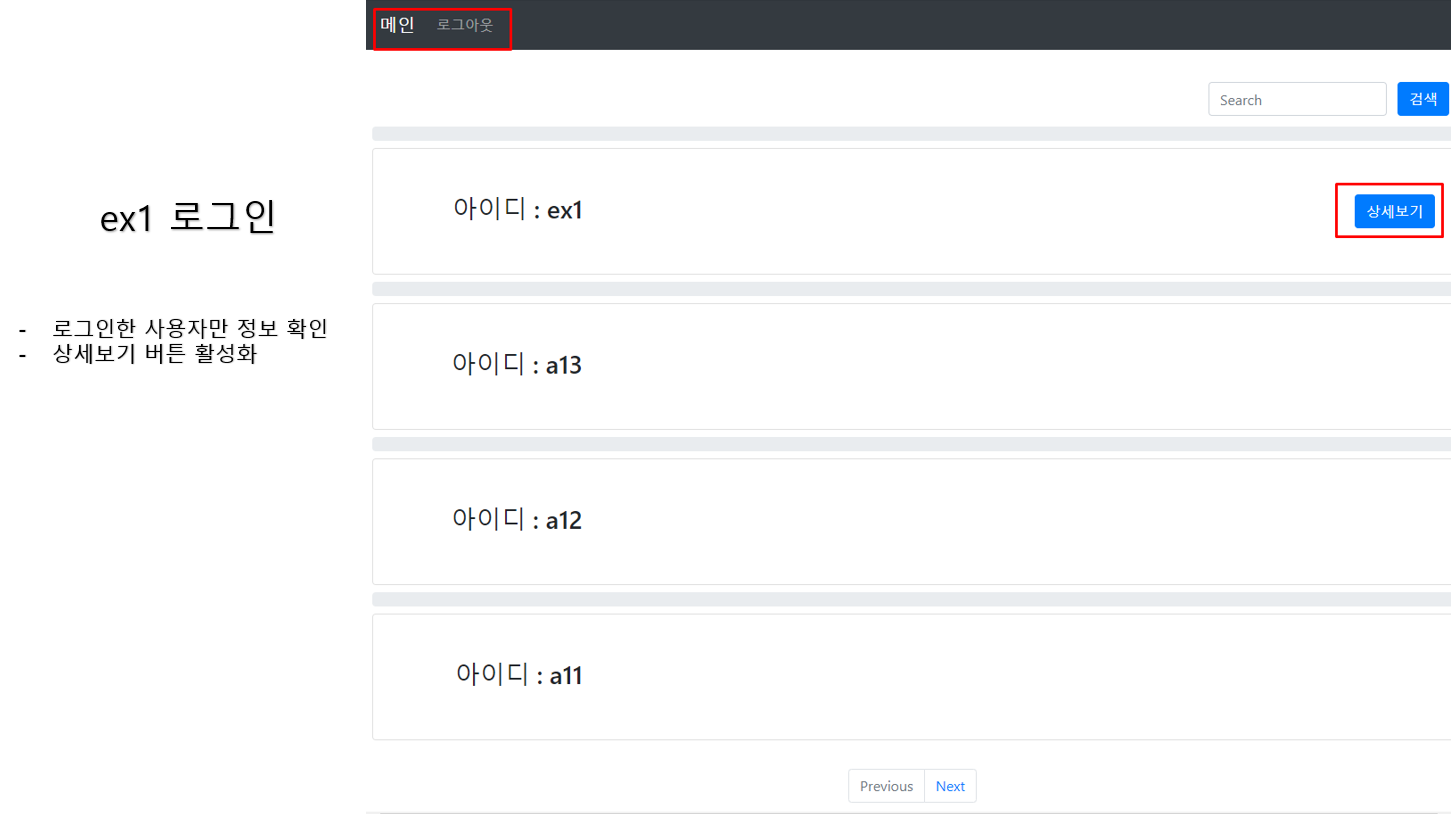 메인 로그아웃
Search 검색
ex1 로그인
- 로그인한 사용자만 정보 확인
- 상세보기 버튼 활성화
아이디 : ex1 상세보기
아이디 : a13
아이디 : a12
아이디 : a11
Previous Next